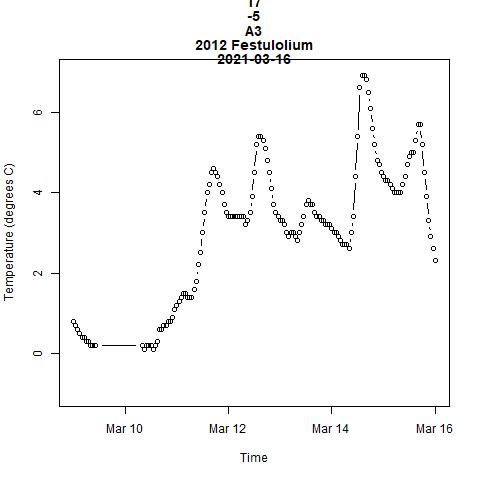 17
-5
A3
2012 Festulolium
2021-03-16
Temperature (degrees C)
6
4
2
0
Mar 10
Mar 12
Mar 14
Mar 16
Time